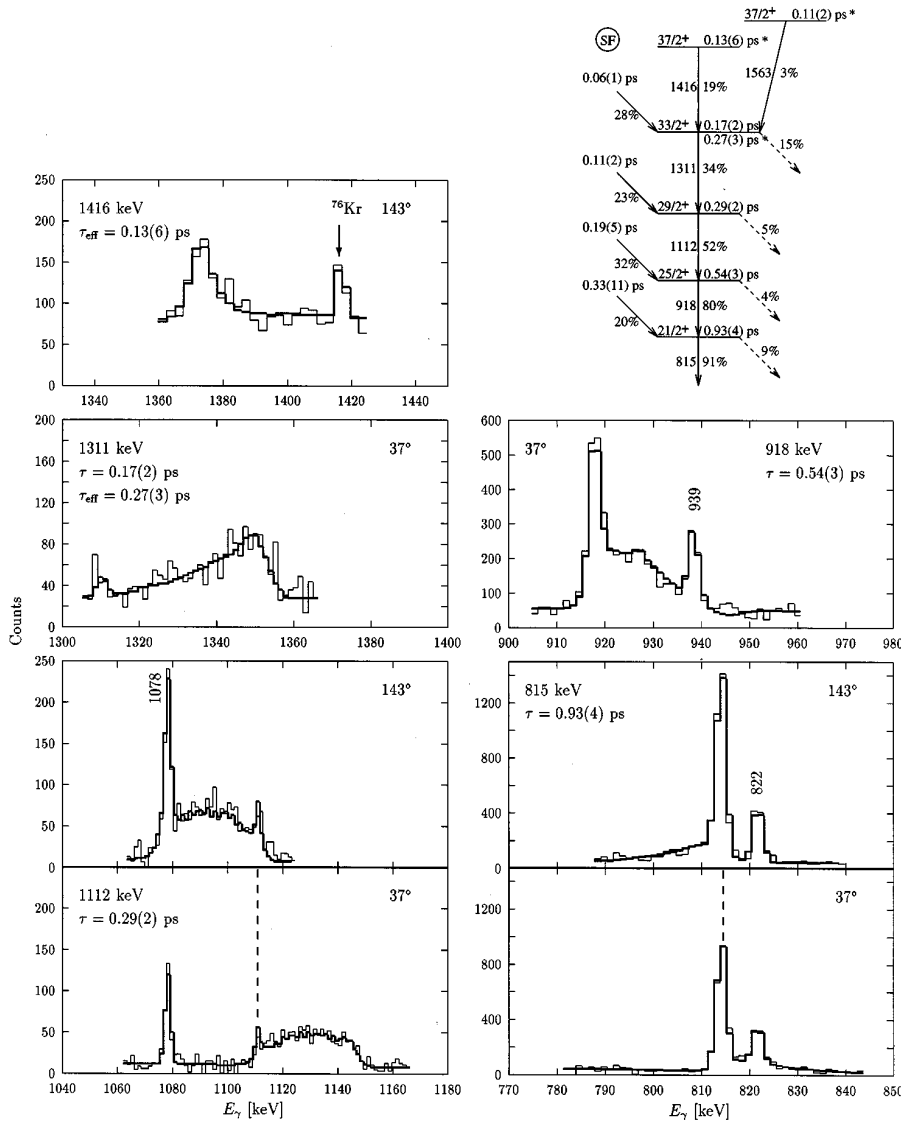 SF
37/2+ 0.11(2) ps *
37/2+ 0.13(6) ps *
1563 3%
0.06(1) ps
1416 19%
28%
33/2+ 0.17(2) ps
0.27(3) ps *
15%
0.11(2) ps
1311 34%
23%
29/2+ 0.29(2) ps
5%
0.19(5) ps
1112 52%
32%
25/2+ 0.54(3) ps
4%
0.33(11) ps
918 80%
20%
21/2+ 0.93(4) ps
9%
815 91%
250
200
150
100
50
0
1416 keV
τeff = 0.13(6) ps
⁷⁶Kr
143°
1340 1360 1380 1400 1420 1440
200
160
120
80
40
0
1311 keV
τ = 0.17(2) ps
τeff = 0.27(3) ps
37°
1300 1320 1340 1360 1380 1400
600
500
400
300
200
100
0
37°
939
918 keV
τ = 0.54(3) ps
900 910 920 930 940 950 960 970 980
Counts
250
200
150
100
50
0
1078
143°
1200
800
400
0
815 keV
τ = 0.93(4) ps
822
143°
200
150
100
50
0
1112 keV
τ = 0.29(2) ps
37°
1040 1060 1080 1100 1120 1140 1160 1180
Eγ [keV]
1200
800
400
0
37°
770 780 790 800 810 820 830 840 850
Eγ [keV]